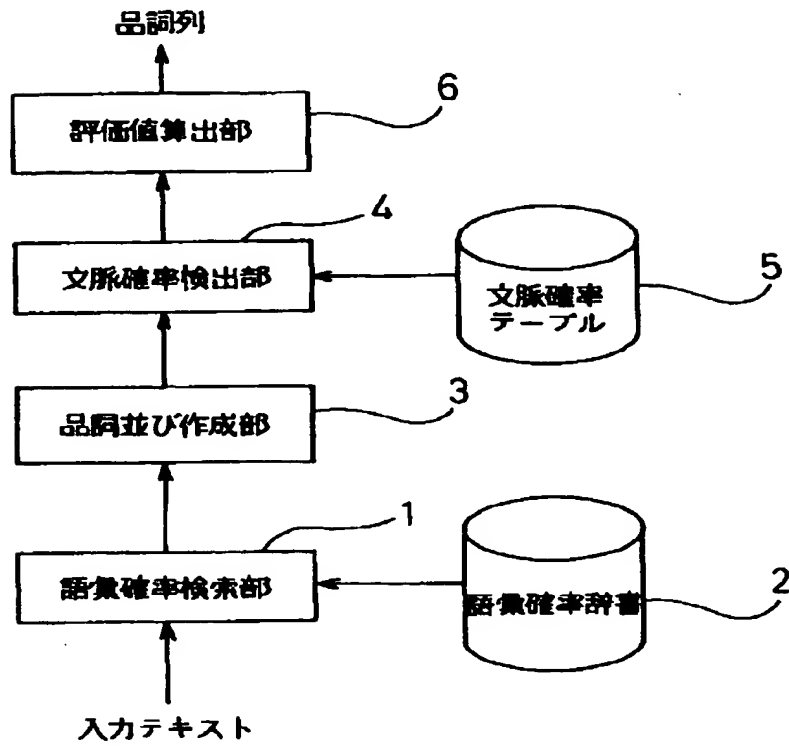 品詞列
6
評価値算出部
4
文脈確率検出部
5
文脈確率
テーブル
3
品詞並び作成部
1
語彙確率検索部
2
語彙確率辞書
入力テキスト